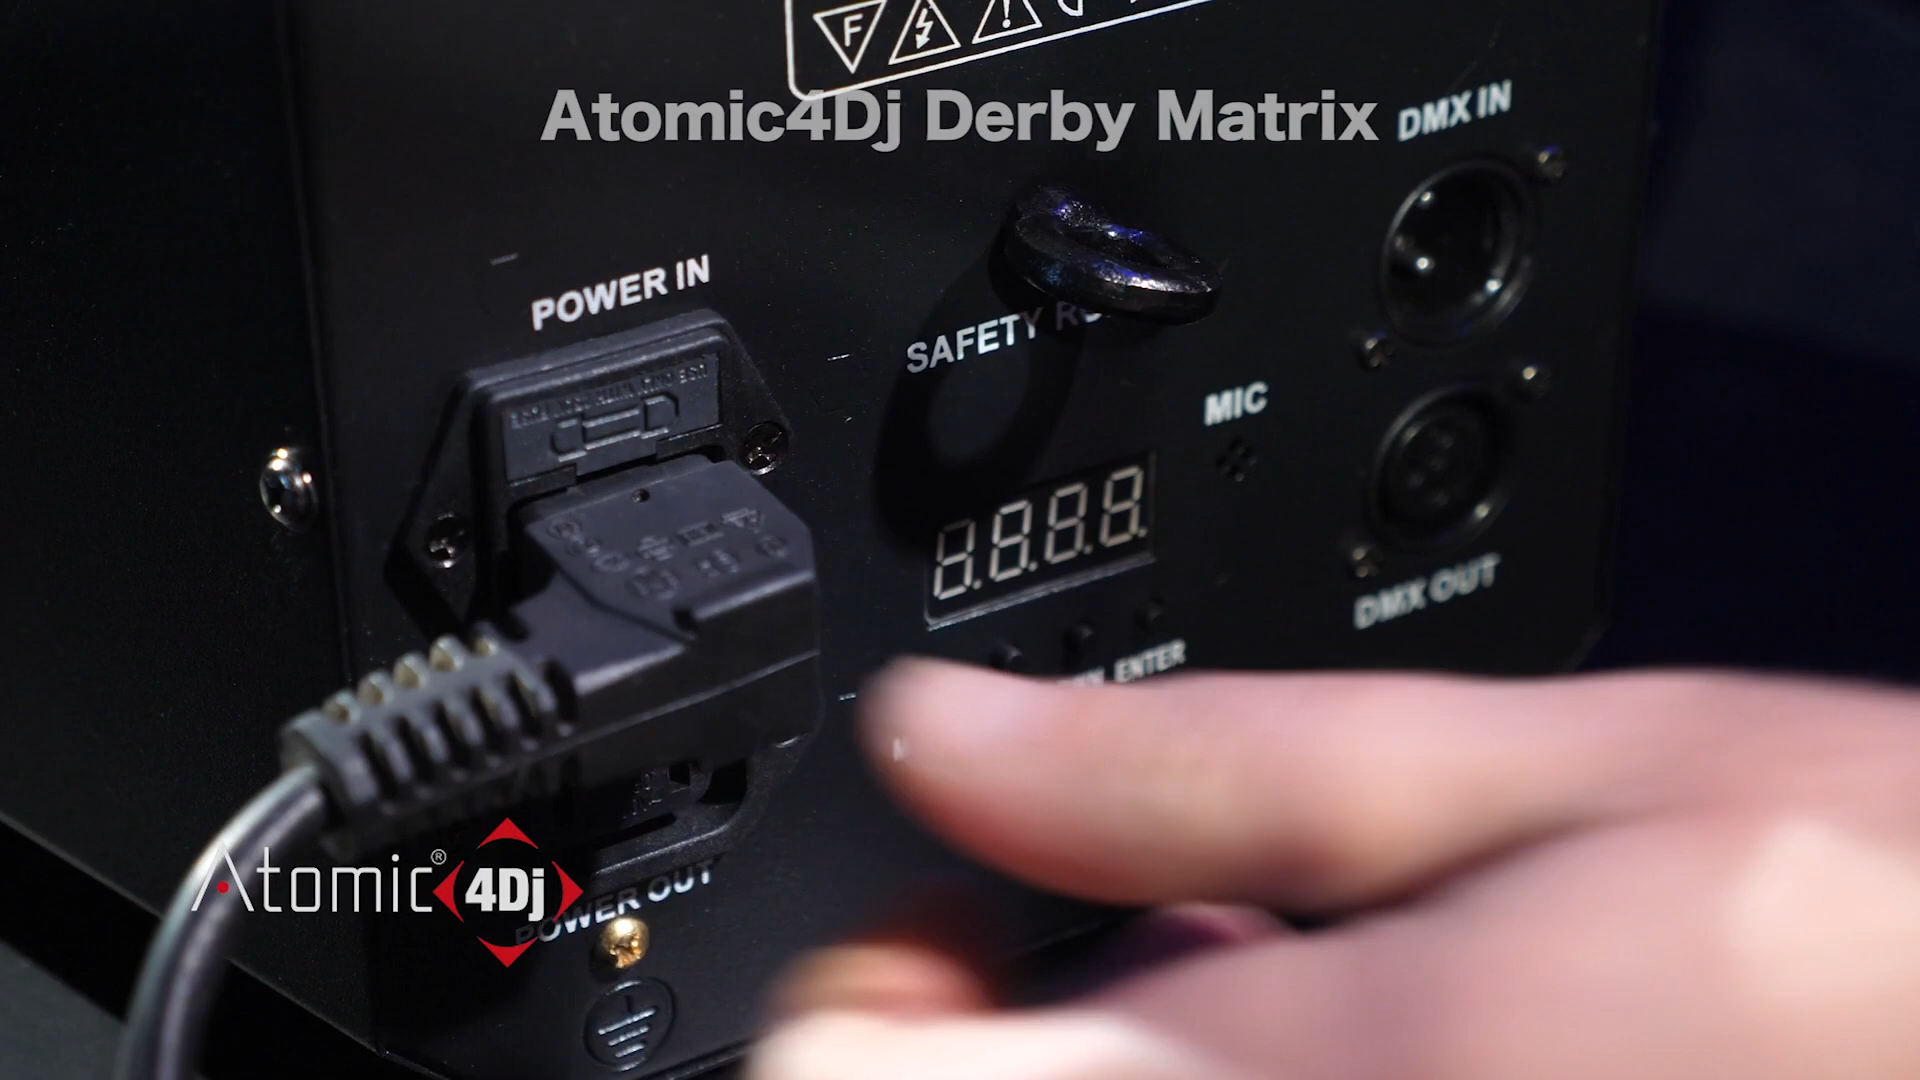 F
Atomic4Dj Derby Matrix
DMX IN
POWER IN
SAFETY
MIC
ENTER
DMX OUT
Atomic® 4Dj
POWER OUT